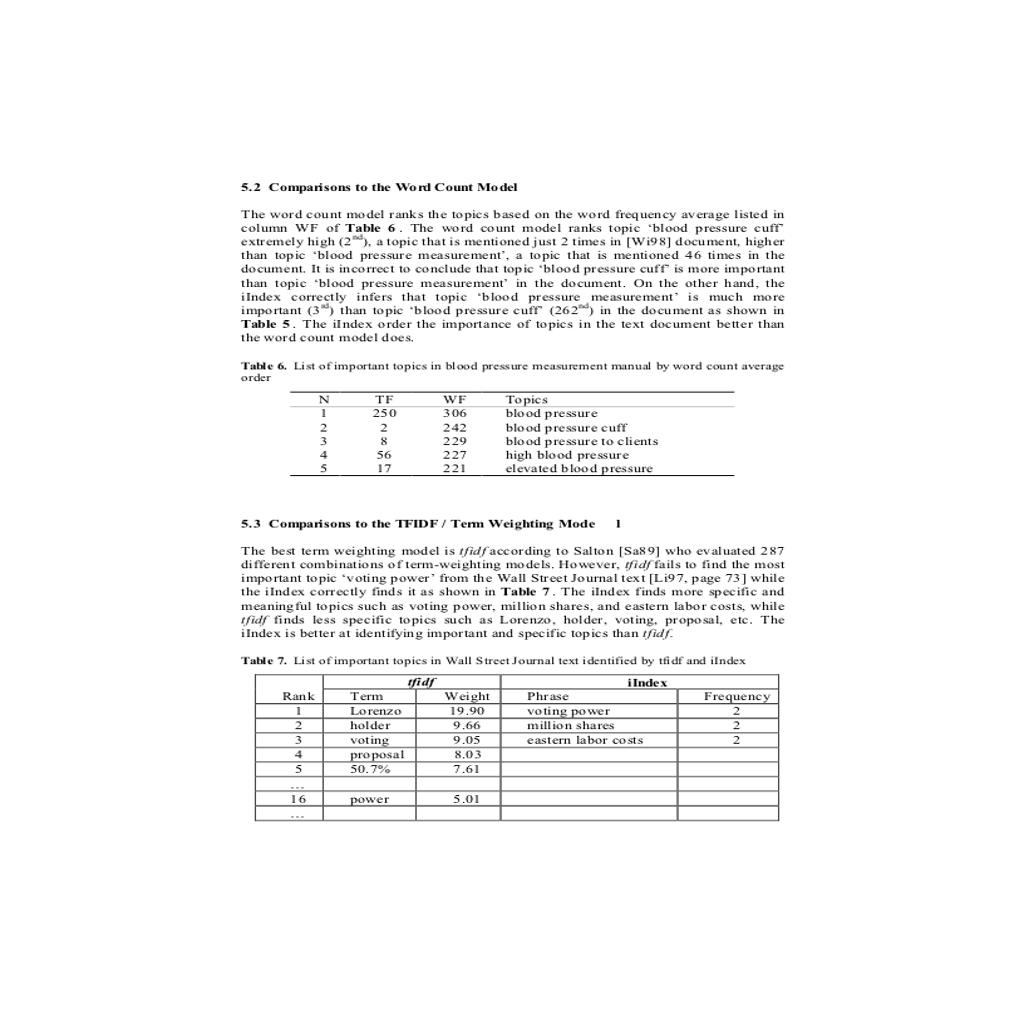 5.2 Comparisons to the Word Count Model
The word count model ranks the topics based on the word frequency average listed in
column WF of Table 6 . The word count model ranks topic ‘blood pressure cuff’
extremely high (2nd), a topic that is mentioned just 2 times in [Wi98] document, higher
than topic ‘blood pressure measurement’, a topic that is mentioned 46 times in the
document. It is incorrect to conclude that topic ‘blood pressure cuff’ is more important
than topic ‘blood pressure measurement’ in the document. On the other hand, the
iIndex correctly infers that topic ‘blood pressure measurement’ is much more
important (3rd) than topic ‘blood pressure cuff’ (262nd) in the document as shown in
Table 5 . The iIndex order the importance of topics in the text document better than
the word count model does.
Table 6. List of important topics in blood pressure measurement manual by word count average
order
N TF WF Topics
1 250 306 blood pressure
2 2 242 blood pressure cuff
3 8 229 blood pressure to clients
4 56 227 high blood pressure
5 17 221 elevated blood pressure
5.3 Comparisons to the TFIDF / Term Weighting Mode l
The best term weighting model is tfidf according to Salton [Sa89] who evaluated 287
different combinations of term-weighting models. However, tfidf fails to find the most
important topic ‘voting power’ from the Wall Street Journal text [Li97, page 73] while
the iIndex correctly finds it as shown in Table 7 . The iIndex finds more specific and
meaningful topics such as voting power, million shares, and eastern labor costs, while
tfidf finds less specific topics such as Lorenzo, holder, voting, proposal, etc. The
iIndex is better at identifying important and specific topics than tfidf.
Table 7. List of important topics in Wall Street Journal text identified by tfidf and iIndex
tfidf iIndex
Rank Term Weight Phrase Frequency
1 Lorenzo 19.90 voting power 2
2 holder 9.66 million shares 2
3 voting 9.05 eastern labor costs 2
4 proposal 8.03
5 50.7% 7.61
...
16 power 5.01
...